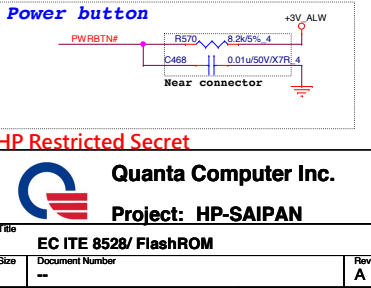 Power button
+3V_ALW
PWRBTN# R570 8.2k/5%_4
C468 0.01u/50V/X7R_4
Near connector
HP Restricted Secret
Quanta Computer Inc.
Project: HP-SAIPAN
Title
EC ITE 8528/ FlashROM
Size Document Number Rev
-- A